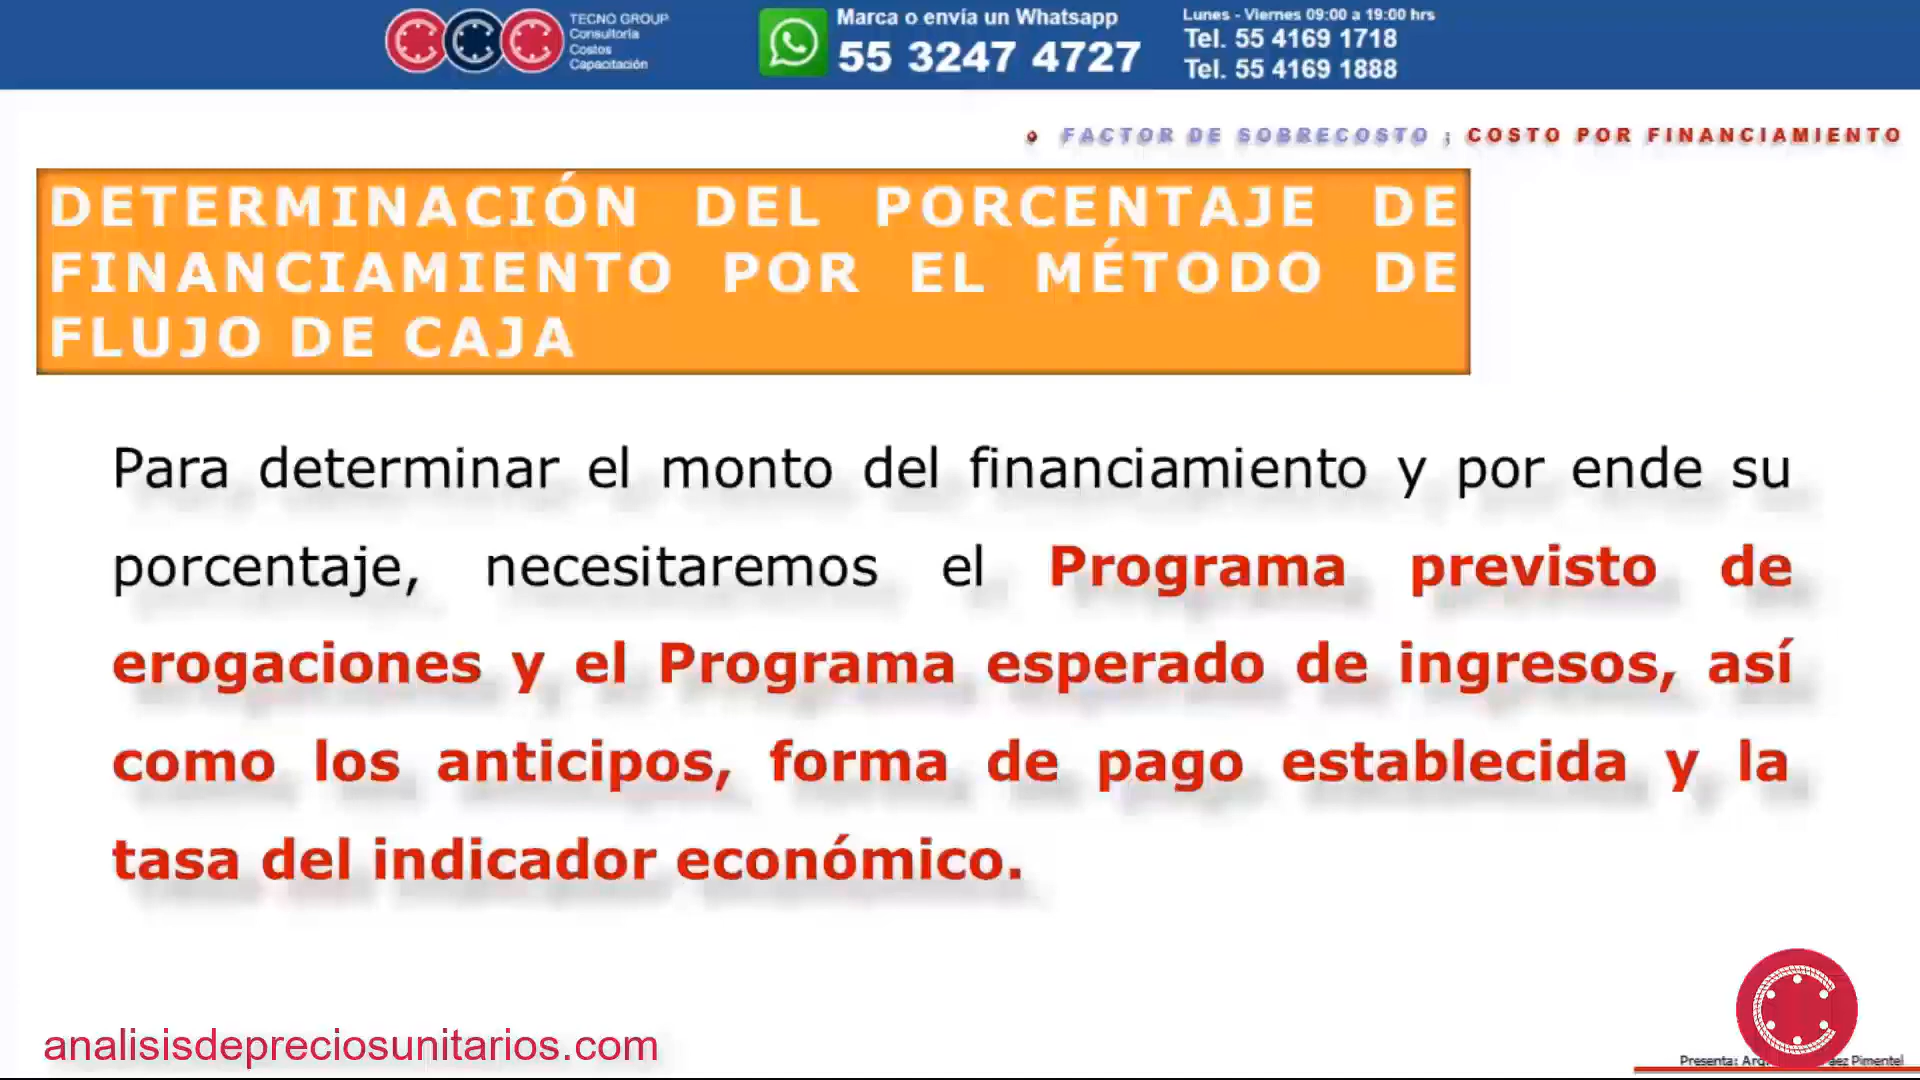 TECNO GROUP
Consultoría
Costos
Capacitación
Marca o envía un Whatsapp
55 3247 4727
Lunes - Viernes 09:00 a 19:00 hrs
Tel. 55 4169 1718
Tel. 55 4169 1888
FACTOR DE SOBRECOSTO ; COSTO POR FINANCIAMIENTO
DETERMINACIÓN DEL PORCENTAJE DE
FINANCIAMIENTO POR EL MÉTODO DE
FLUJO DE CAJA
Para determinar el monto del financiamiento y por ende su
porcentaje, necesitaremos el Programa previsto de
erogaciones y el Programa esperado de ingresos, así
como los anticipos, forma de pago establecida y la
tasa del indicador económico.
analisisdepreciosunitarios.com
Presenta: Pimentel